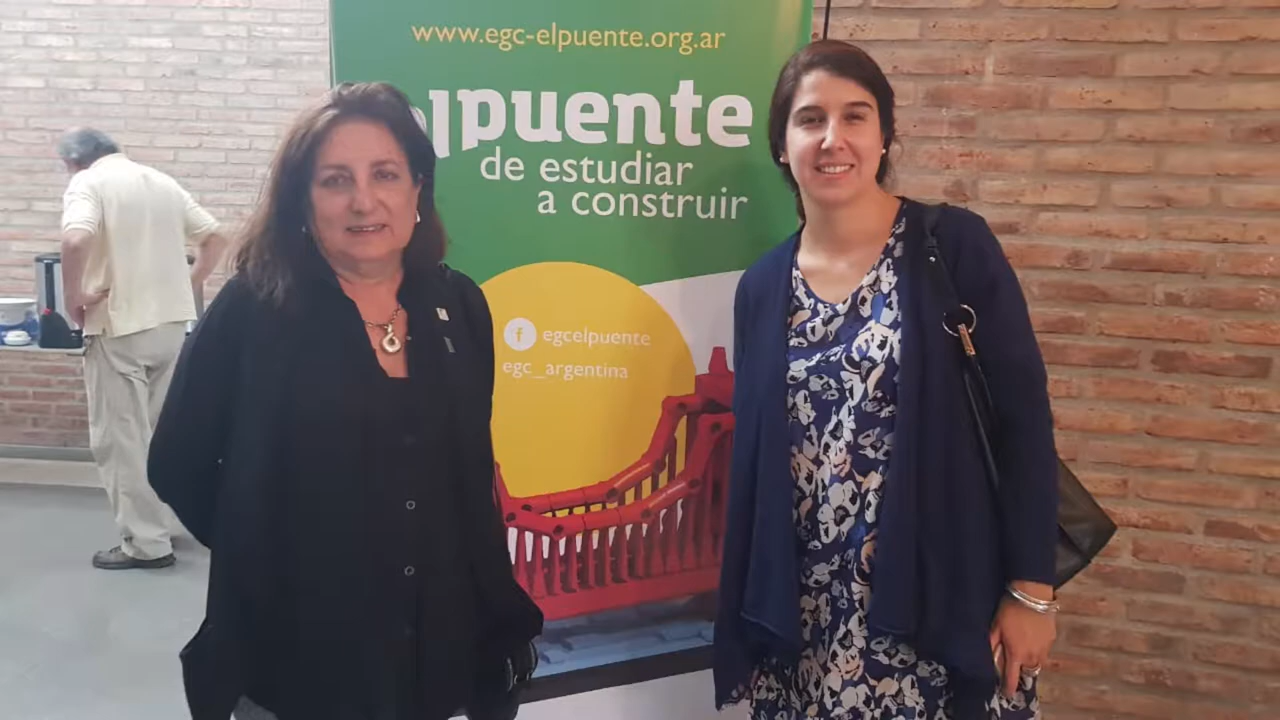 www.egc-elpuente.org.ar
elpuente
de estudiar
a construir
f egcelpuente
egc_argentina